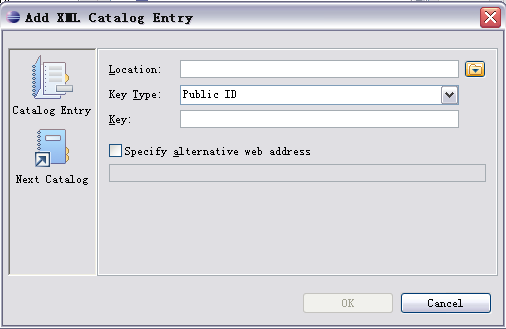 Add XML Catalog Entry
Catalog Entry
Next Catalog
Location:
Key Type:
Public ID
Key:
Specify alternative web address
OK
Cancel